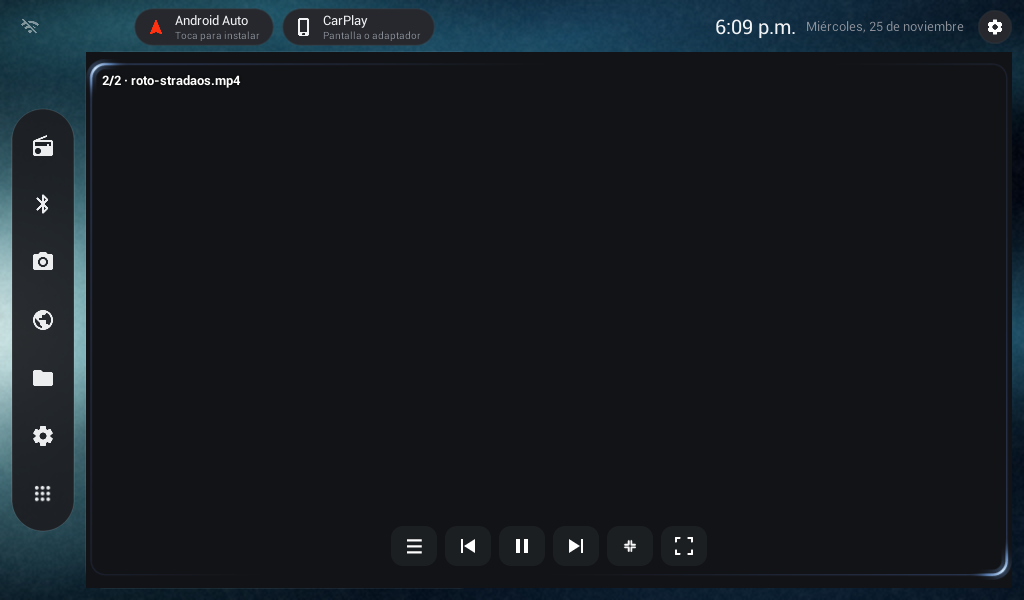 Android Auto
Toca para instalar
CarPlay
Pantalla o adaptador
6:09 p.m.
Miércoles, 25 de noviembre
2/2 · roto-stradaos.mp4